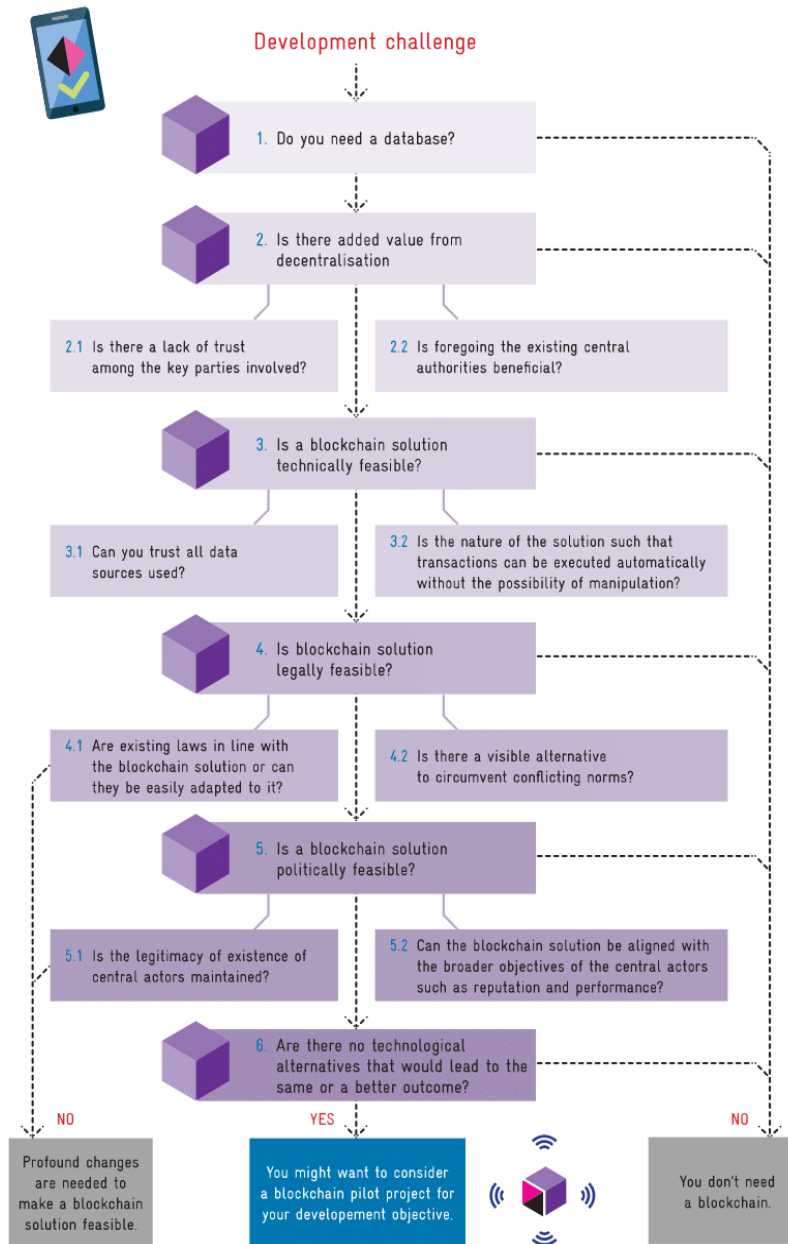 Development challenge
1. Do you need a database?
2. Is there added value from
decentralisation
2.1 Is there a lack of trust
among the key parties involved?
2.2 Is foregoing the existing central
authorities beneficial?
3. Is a blockchain solution
technically feasible?
3.1 Can you trust all data
sources used?
3.2 Is the nature of the solution such that
transactions can be executed automatically
without the possibility of manipulation?
4. Is blockchain solution
legally feasible?
4.1 Are existing laws in line with
the blockchain solution or can
they be easily adapted to it?
4.2 Is there a visible alternative
to circumvent conflicting norms?
5. Is a blockchain solution
politically feasible?
5.1 Is the legitimacy of existence of
central actors maintained?
5.2 Can the blockchain solution be aligned with
the broader objectives of the central actors
such as reputation and performance?
6. Are there no technological
alternatives that would lead to the
same or a better outcome?
NO
YES
NO
Profound changes
are needed to
make a blockchain
solution feasible.
You might want to consider
a blockchain pilot project for
your developement objective.
You don't need
a blockchain.